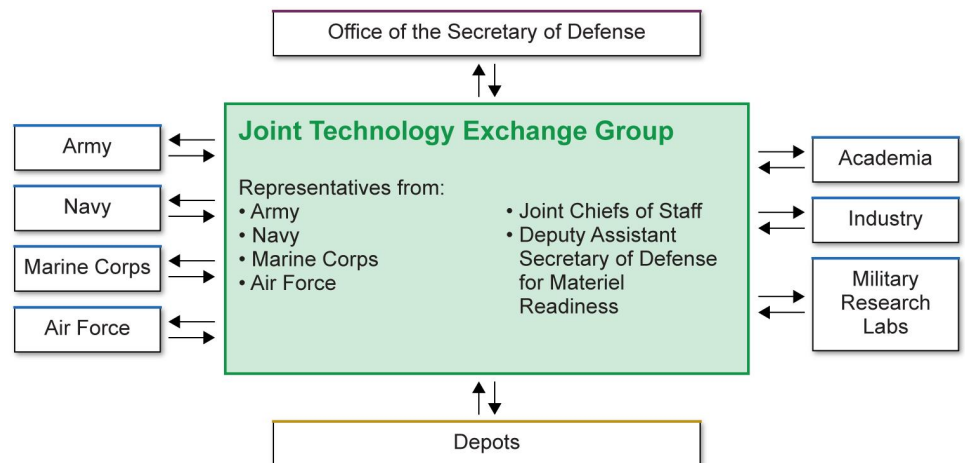 Office of the Secretary of Defense
Joint Technology Exchange Group
Representatives from:
• Army
• Navy
• Marine Corps
• Air Force
• Joint Chiefs of Staff
• Deputy Assistant
Secretary of Defense
for Materiel
Readiness
Army
Navy
Marine Corps
Air Force
Academia
Industry
Military
Research
Labs
Depots